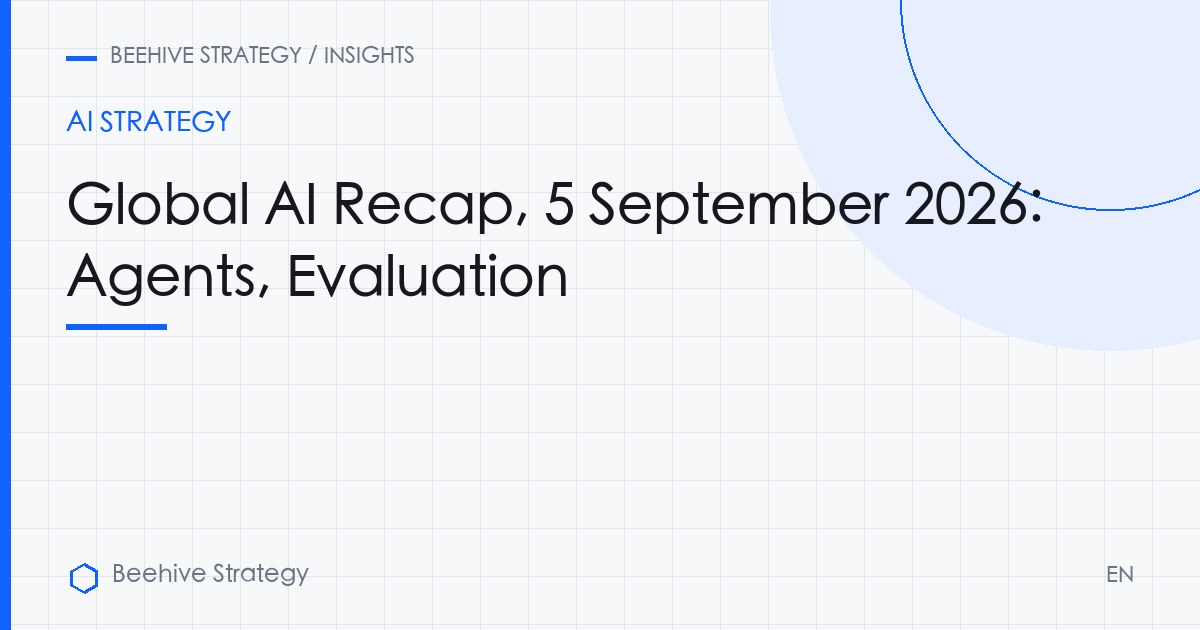 BEEHIVE STRATEGY / INSIGHTS
AI STRATEGY
Global AI Recap, 5 September 2026:
Agents, Evaluation
Beehive Strategy
EN